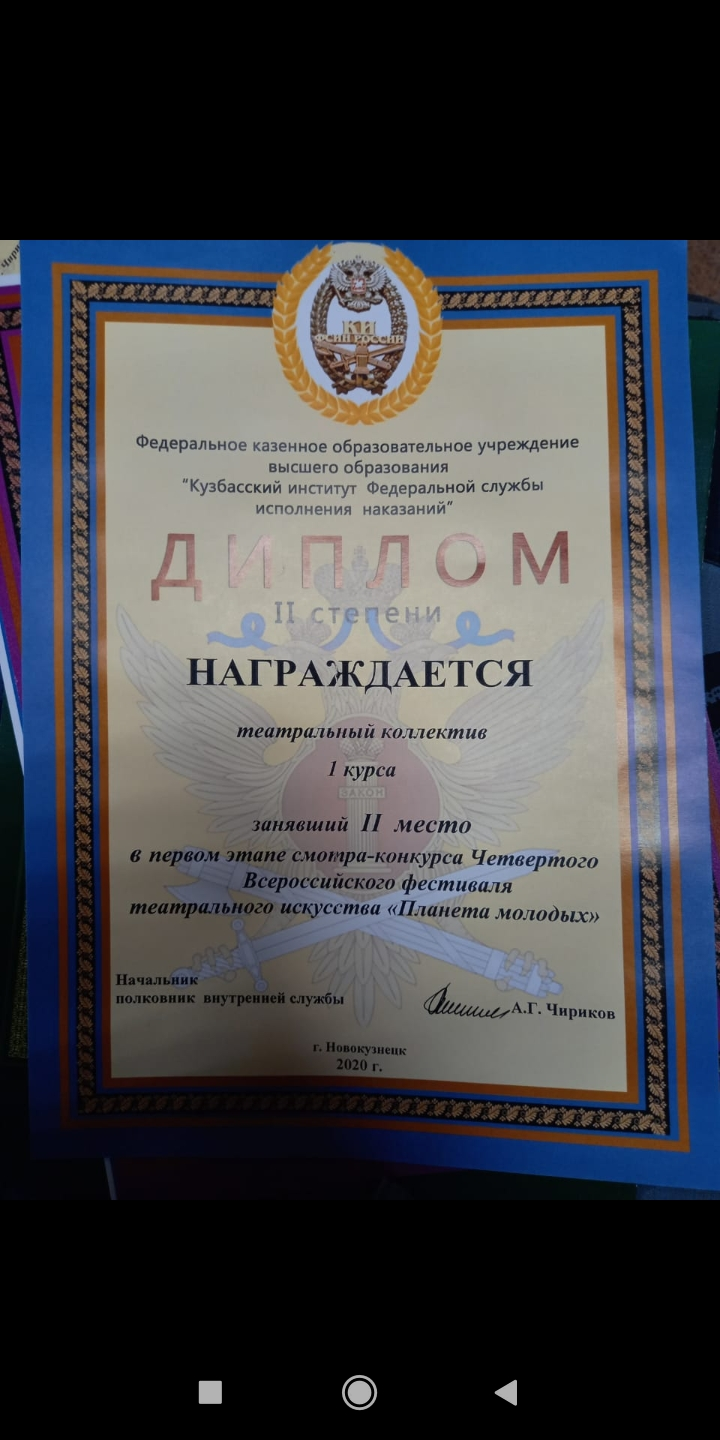 Чири
КИ
ФСИН РОССИИ
Федеральное казенное образовательное учреждение
высшего образования
"Кузбасский институт Федеральной службы
исполнения наказаний"
ДИПЛОМ
II степени
НАГРАЖДАЕТСЯ
театральный коллектив
1 курса
ЗАКОН
занявший II место
в первом этапе смотра-конкурса Четвертого
Всероссийского фестиваля
театрального искусства «Планета молодых»
Начальник
полковник внутренней службы
А.Г. Чириков
г. Новокузнецк
2020 г.